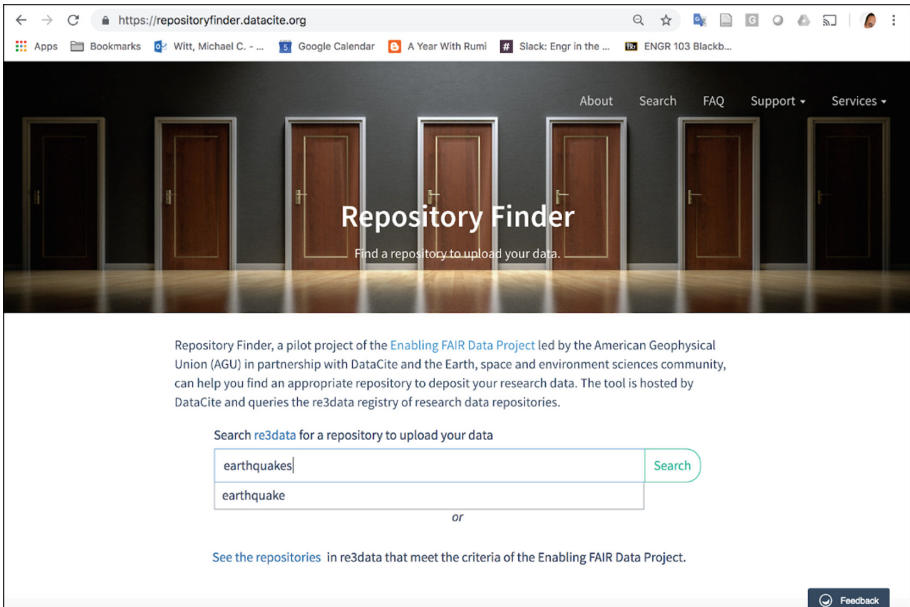 https://repositoryfinder.datacite.org
Apps Bookmarks Witt, Michael C. - ... Google Calendar A Year With Rumi Slack: Engr in the ... ENGR 103 Blackb...
About Search FAQ Support Services
Repository Finder
Find a repository to upload your data.
Repository Finder, a pilot project of the Enabling FAIR Data Project led by the American Geophysical
Union (AGU) in partnership with DataCite and the Earth, space and environment sciences community,
can help you find an appropriate repository to deposit your research data. The tool is hosted by
DataCite and queries the re3data registry of research data repositories.
Search re3data for a repository to upload your data
earthquakes Search
earthquake
or
See the repositories in re3data that meet the criteria of the Enabling FAIR Data Project.
Feedback